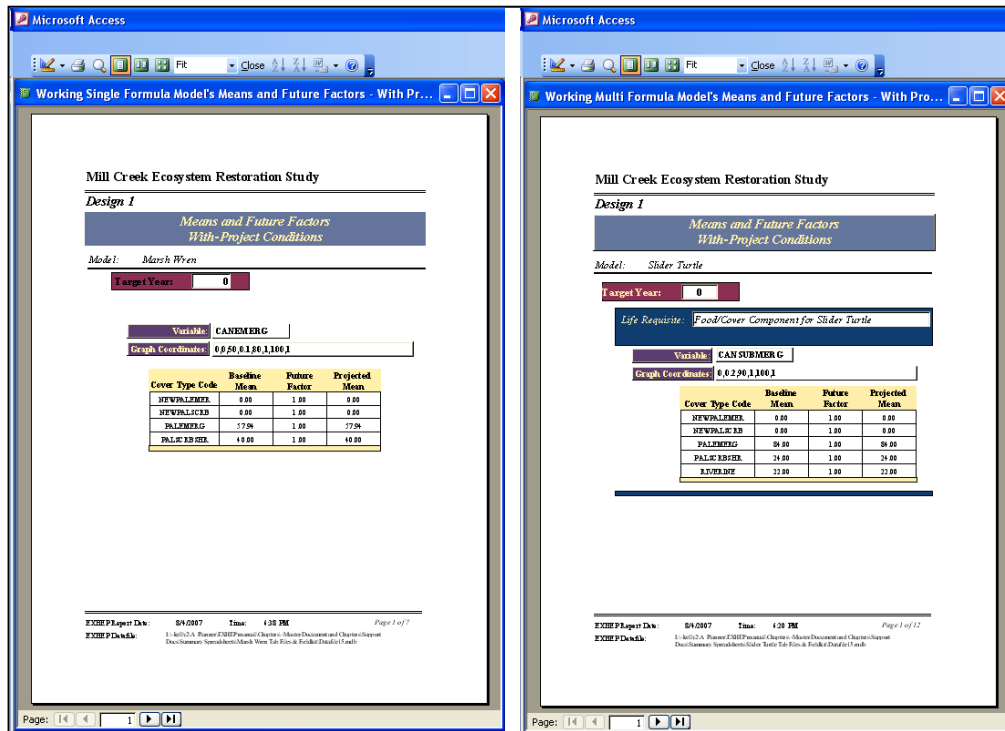 Microsoft Access
Fit Close
Working Single Formula Model's Means and Future Factors - With Pr...
Mill Creek Ecosystem Restoration Study
Design 1
Means and Future Factors
With-Project Conditions
Model: Marsh Wren
Target Year: 0
Variable: CANEMERG
Graph Coordinates: 0,0,50,0.1,80,1,100,1
Cover Type Code Baseline Mean Future Factor Projected Mean
NEWPALEMER 0.00 1.00 0.00
NEWPALSCRB 0.00 1.00 0.00
PALEMERG 57.94 1.00 57.94
PALSCRBSHR 40.00 1.00 40.00
EXHEP Report Date: 8/4/2007 Time: 4:38 PM Page 1 of 7
EXHEP Datafile:
Page: 1
Microsoft Access
Fit Close
Working Multi Formula Model's Means and Future Factors - With Pro...
Mill Creek Ecosystem Restoration Study
Design 1
Means and Future Factors
With-Project Conditions
Model: Slider Turtle
Target Year: 0
Life Requisite: Food/Cover Component for Slider Turtle
Variable: CANSUBMERG
Graph Coordinates: 0,0.2,90,1,100,1
Cover Type Code Baseline Mean Future Factor Projected Mean
NEWPALEMER 0.00 1.00 0.00
NEWPALSCRB 0.00 1.00 0.00
PALEMERG 84.00 1.00 84.00
PALSCRBSHR 24.00 1.00 24.00
RIVERINE 22.00 1.00 22.00
EXHEP Report Date: 8/4/2007 Time: 4:20 PM Page 1 of 12
EXHEP Datafile:
Page: 1